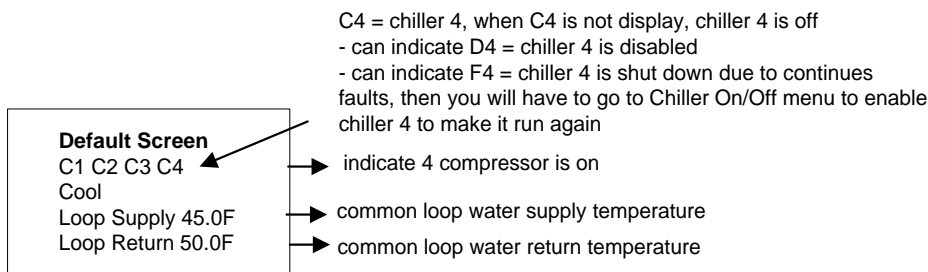 C4 = chiller 4, when C4 is not display, chiller 4 is off
- can indicate D4 = chiller 4 is disabled
- can indicate F4 = chiller 4 is shut down due to continues
faults, then you will have to go to Chiller On/Off menu to enable
chiller 4 to make it run again
Default Screen
C1 C2 C3 C4
indicate 4 compressor is on
Cool
Loop Supply 45.0F
common loop water supply temperature
Loop Return 50.0F
common loop water return temperature